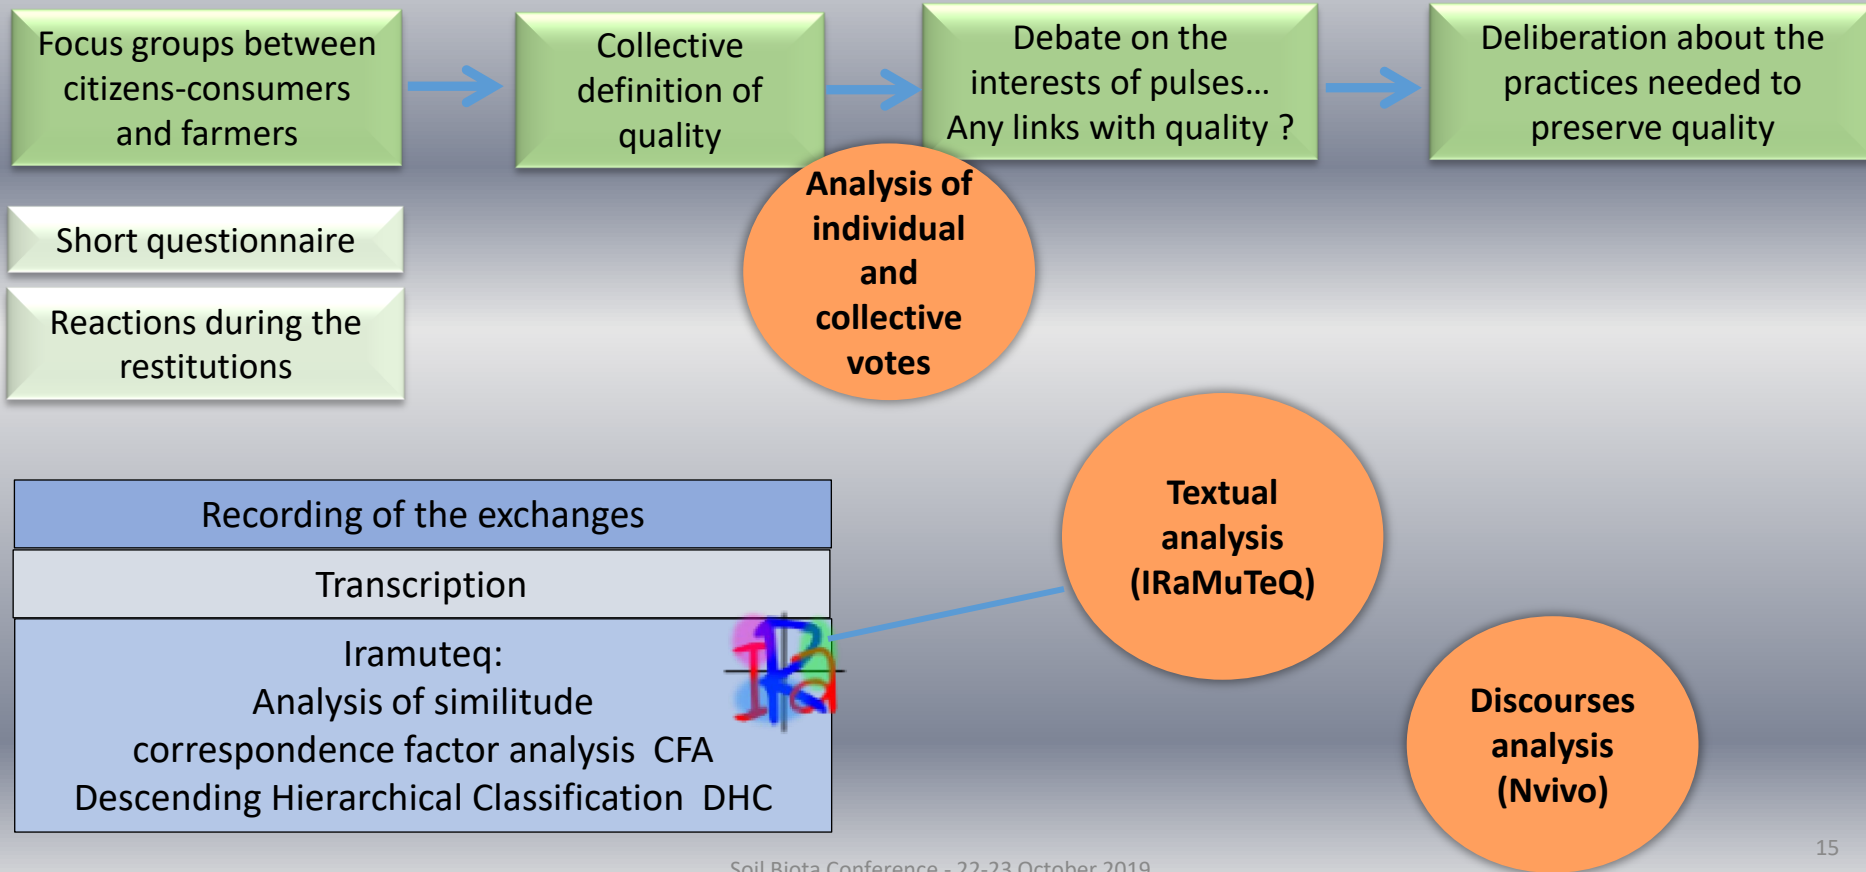 Focus groups between
citizens-consumers
and farmers
Collective
definition of
quality
Debate on the
interests of pulses...
Any links with quality ?
Deliberation about the
practices needed to
preserve quality
Short questionnaire
Reactions during the
restitutions
Analysis of
individual
and
collective
votes
Recording of the exchanges
Transcription
Iramuteq:
Analysis of similitude
correspondence factor analysis CFA
Descending Hierarchical Classification DHC
IRa
Textual
analysis
(IRaMuTeQ)
Discourses
analysis
(Nvivo)
Soil Biota Conference - 22-23 October 2019
15